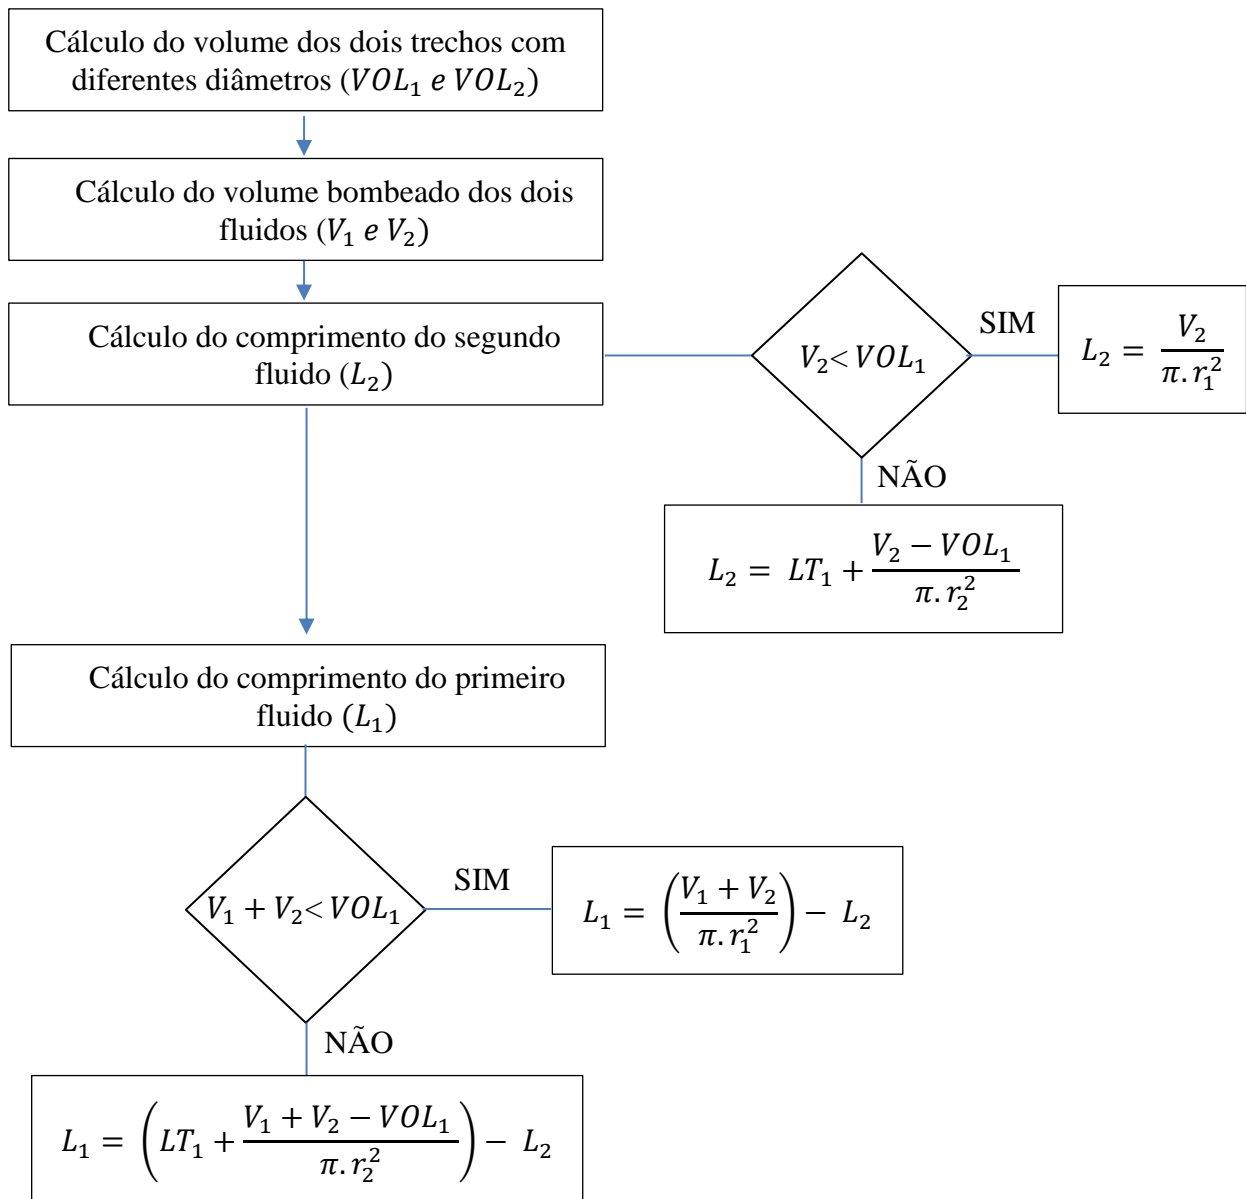 Cálculo do volume dos dois trechos com
diferentes diâmetros (VOL₁ e VOL₂)
Cálculo do volume bombeado dos dois
fluidos (V₁ e V₂)
Cálculo do comprimento do segundo
fluido (L₂)
V₂< VOL₁
SIM
L₂ = V₂ / π. r₁²
NÃO
L₂ = LT₁ + (V₂ − VOL₁) / π. r₂²
Cálculo do comprimento do primeiro
fluido (L₁)
V₁ + V₂< VOL₁
SIM
L₁ = ((V₁ + V₂) / π. r₁²) − L₂
NÃO
L₁ = (LT₁ + (V₁ + V₂ − VOL₁) / π. r₂²) − L₂